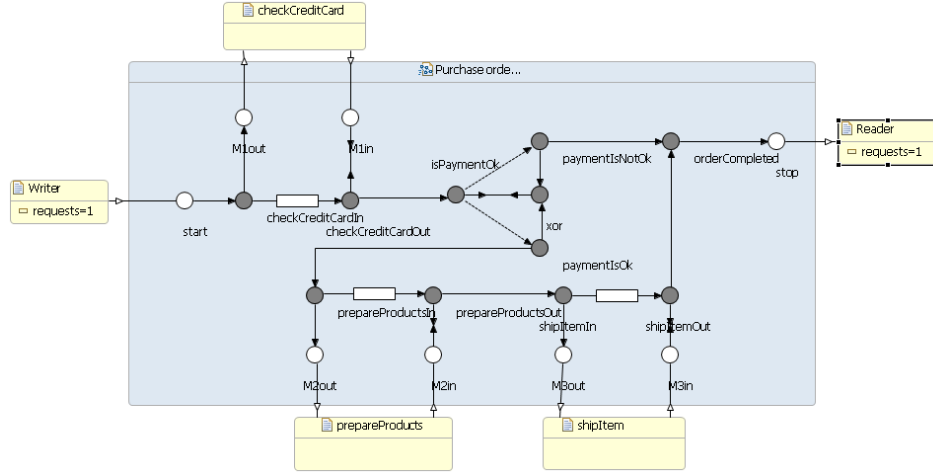 checkCreditCard
Purchase orde...
M1out
M1in
isPaymentOk
paymentIsNotOk
orderCompleted
stop
Reader
requests=1
Writer
requests=1
start
checkCreditCardIn
checkCreditCardOut
xor
paymentIsOk
prepareProductsIn
prepareProductsOut
shipItemIn
shipItemOut
M2out
M2in
M3out
M3in
prepareProducts
shipItem